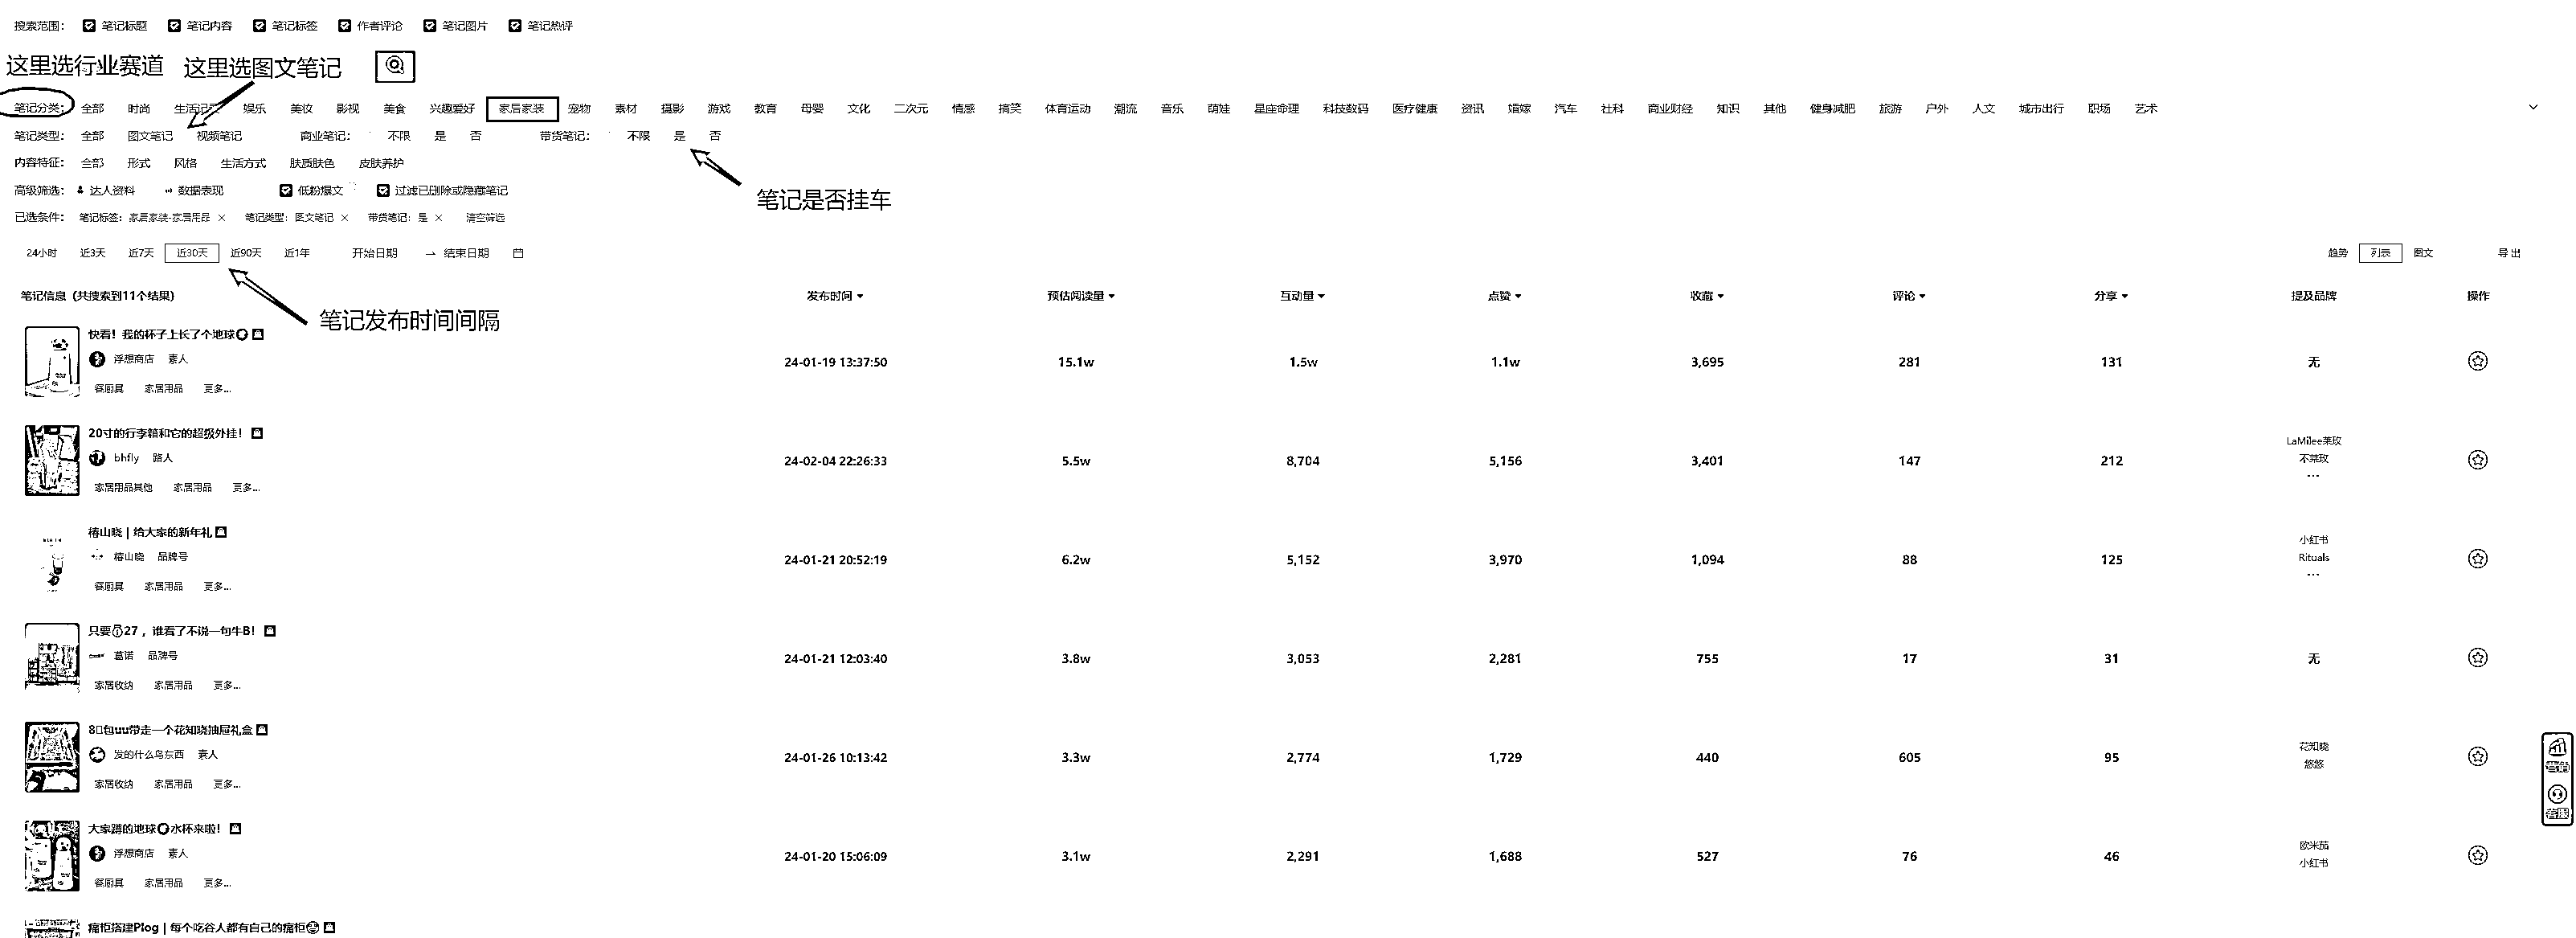 搜索范围： 笔记标题 笔记内容 笔记标签 作者评论 笔记图片 笔记热评
这里选行业赛道 这里选图文笔记
笔记分类： 全部 时尚 生活记录 娱乐 美妆 影视 美食 兴趣爱好 家居家装 宠物 素材 摄影 游戏 教育 母婴 文化 二次元 情感 搞笑 体育运动 潮流 音乐 萌娃 星座命理 科技数码 医疗健康 资讯 婚嫁 汽车 社科 商业财经 知识 其他 健身减肥 旅游 户外 人文 城市出行 职场 艺术
笔记类型： 全部 图文笔记 视频笔记 商业笔记： 不限 是 否 带货笔记： 不限 是 否
内容特征： 全部 形式 风格 生活方式 肤质肤色 皮肤养护
高级筛选： 达人资料 数据表现 低粉爆文 过滤已删除或隐藏笔记
笔记是否挂车
已选条件： 笔记标签：家居家装-家居用品 × 笔记类型：图文笔记 × 带货笔记：是 × 清空筛选
24小时 近3天 近7天 近30天 近90天 近1年 开始日期 → 结束日期 趋势 列表 图文 导出
笔记信息（共搜索到11个结果） 发布时间 预估阅读量 互动量 点赞 收藏 评论 分享 提及品牌 操作
笔记发布时间间隔
快看！我的杯子上长了个地球
浮想商店 素人
餐厨具 家居用品 更多...
24-01-19 13:37:50 15.1w 1.5w 1.1w 3,695 281 131 无
20寸的行李箱和它的超级外挂！
bhfly 路人
家居用品其他 家居用品 更多...
24-02-04 22:26:33 5.5w 8,704 5,156 3,401 147 212
LaMilee莱玫
不莱玫
...
椿山晓 | 给大家的新年礼
椿山晓 品牌号
餐厨具 家居用品 更多...
24-01-21 20:52:19 6.2w 5,152 3,970 1,094 88 125
小红书
Rituals
...
只要27，谁看了不说一句牛B！
葛诺 品牌号
家居收纳 家居用品 更多...
24-01-21 12:03:40 3.8w 3,053 2,281 755 17 31 无
8包uu带走一个花知晓抽屉礼盒
发的什么鸟东西 素人
家居收纳 家居用品 更多...
24-01-26 10:13:42 3.3w 2,774 1,729 440 605 95
花知晓
悠悠
大家蹲的地球水杯来啦！
浮想商店 素人
餐厨具 家居用品 更多...
24-01-20 15:06:09 3.1w 2,291 1,688 527 76 46
欧米茄
小红书
痛柜搭建Plog | 每个吃谷人都有自己的痛柜